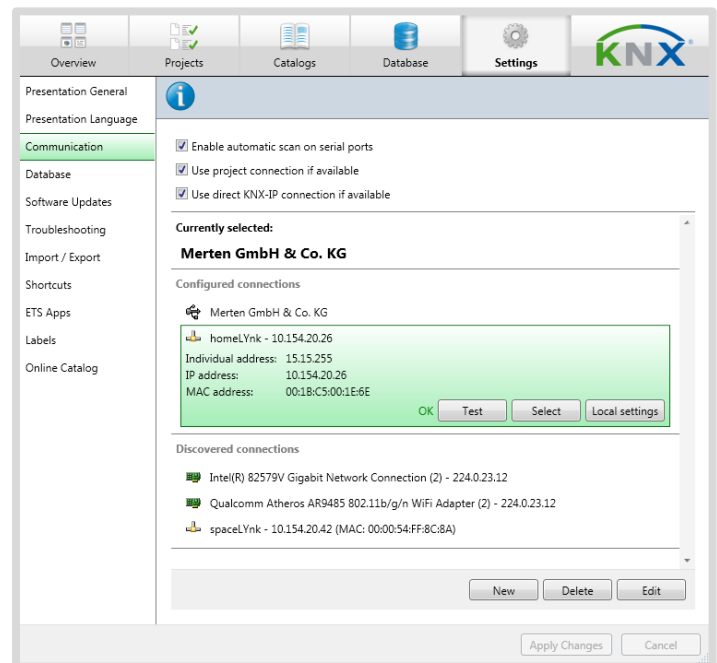 Overview
Projects
Catalogs
Database
Settings
KNX
Presentation General
Presentation Language
Communication
Database
Software Updates
Troubleshooting
Import / Export
Shortcuts
ETS Apps
Labels
Online Catalog
i
Enable automatic scan on serial ports
Use project connection if available
Use direct KNX-IP connection if available
Currently selected:
Merten GmbH & Co. KG
Configured connections
Merten GmbH & Co. KG
homeLYnk - 10.154.20.26
Individual address: 15.15.255
IP address: 10.154.20.26
MAC address: 00:1B:C5:00:1E:6E
OK Test Select Local settings
Discovered connections
Intel(R) 82579V Gigabit Network Connection (2) - 224.0.23.12
Qualcomm Atheros AR9485 802.11b/g/n WiFi Adapter (2) - 224.0.23.12
spaceLYnk - 10.154.20.42 (MAC: 00:00:54:FF:8C:8A)
New Delete Edit
Apply Changes Cancel